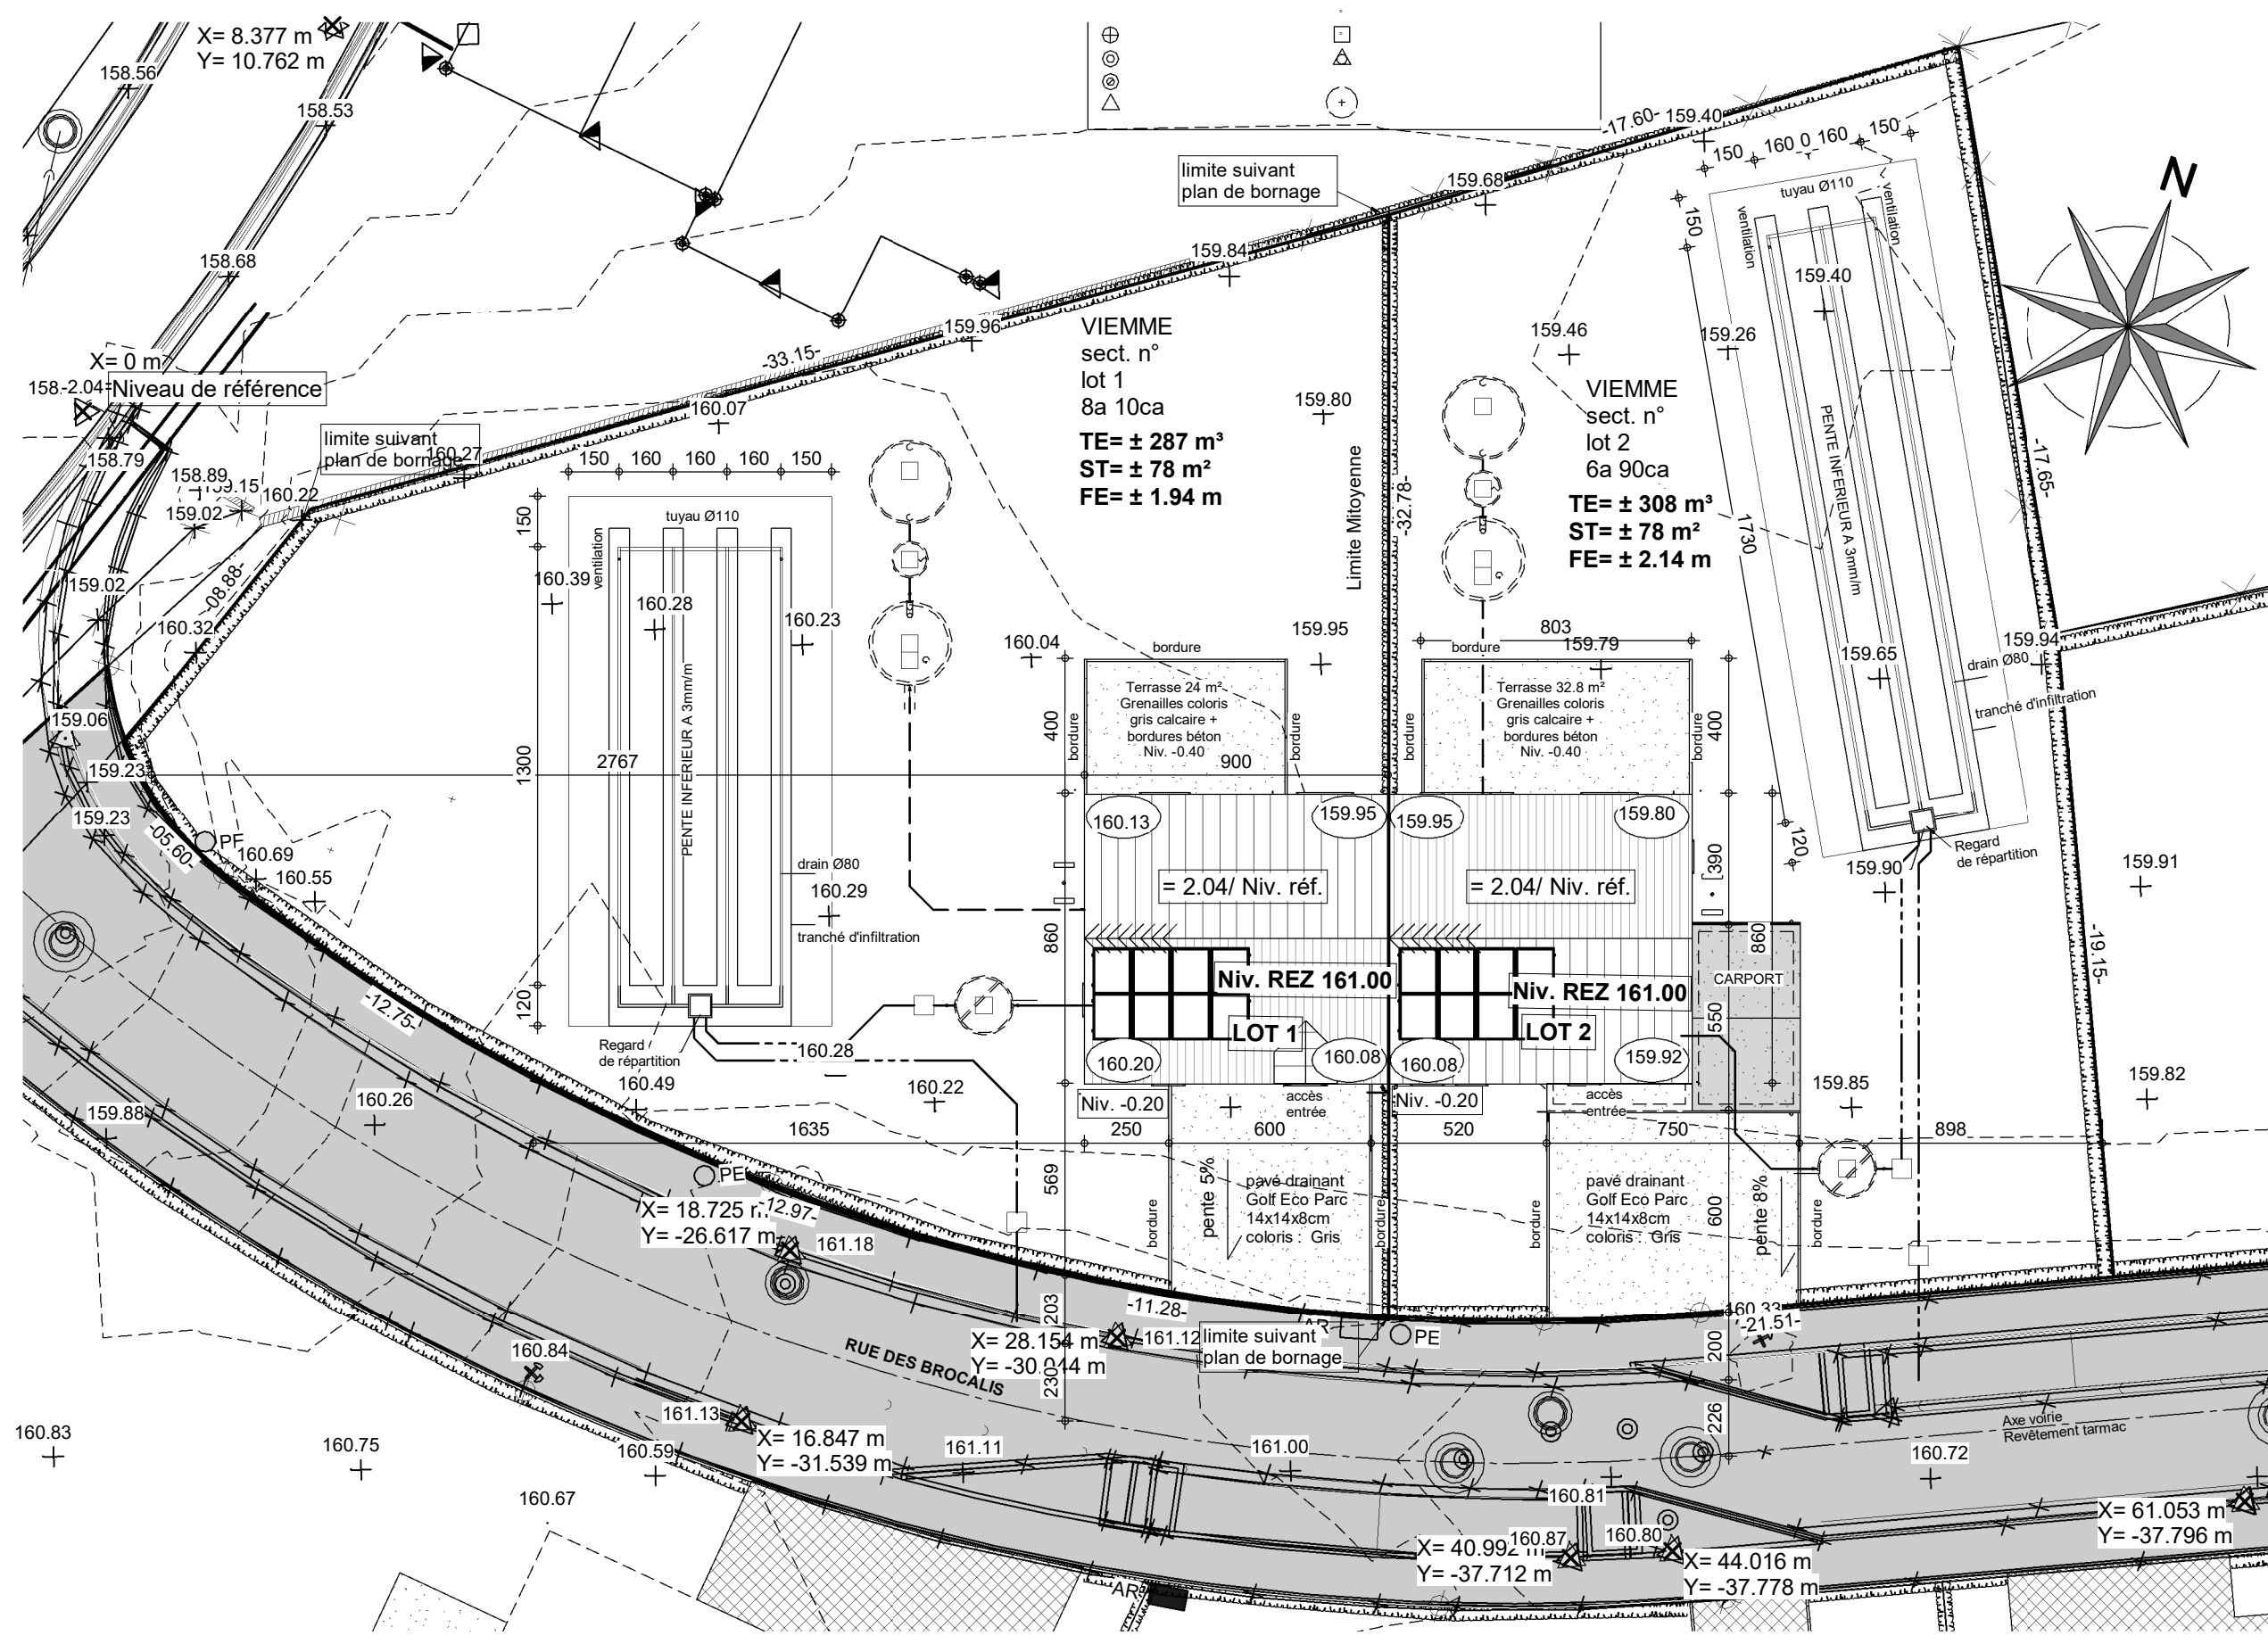 X= 8.377 m
Y= 10.762 m
158.56
158.53
158.68
X= 0 m
Niveau de référence
158.79
158.89
159.02
160.22
limite suivant
plan de bornage
160.27
-33.15-
160.07
159.96
159.84
limite suivant
plan de bornage
159.68
-17.60-
159.40
N
VIEMME
sect. n°
lot 1
8a 10ca
TE= ± 287 m³
ST= ± 78 m²
FE= ± 1.94 m
159.80
Limite Mitoyenne
-32.78-
159.46
VIEMME
sect. n°
lot 2
6a 90ca
TE= ± 308 m³
ST= ± 78 m²
FE= ± 2.14 m
150
160
0
160
150
tuyau Ø110
ventilation
ventilation
150
159.26
159.40
PENTE INFERIEUR A 3mm/m
1730
-17.65-
159.65
159.94
drain Ø80
tranché d'infiltration
120
Regard
de répartition
159.90
159.91
-19.15-
159.82
159.85
150
160
160
160
150
150
tuyau Ø110
ventilation
160.39
160.28
160.23
PENTE INFERIEUR A 3mm/m
1300
2767
drain Ø80
160.29
tranché d'infiltration
120
Regard
de répartition
160.49
160.28
160.22
159.02
-08.88-
160.32
159.06
159.23
159.23
-05.60-
PE
160.69
160.55
-12.75-
160.26
159.88
160.04
159.95
bordure
Terrasse 24 m²
Grenailles coloris
gris calcaire +
bordures béton
Niv. -0.40
bordure
bordure
400
900
803
bordure
159.79
Terrasse 32.8 m²
Grenailles coloris
gris calcaire +
bordures béton
Niv. -0.40
bordure
bordure
400
160.13
159.95
159.95
159.80
= 2.04/ Niv. réf.
= 2.04/ Niv. réf.
390
860
860
Niv. REZ 161.00
Niv. REZ 161.00
LOT 1
LOT 2
CARPORT
550
160.20
160.08
160.08
159.92
Niv. -0.20
accès
entrée
Niv. -0.20
accès
entrée
1635
250
600
520
750
898
569
bordure
pente 5%
pavé drainant
Golf Eco Parc
14x14x8cm
coloris : Gris
bordure
bordure
pavé drainant
Golf Eco Parc
14x14x8cm
coloris : Gris
600
pente 8%
bordure
PE
X= 18.725 m
Y= -26.617 m
-12.97-
161.18
203
-11.28-
X= 28.154 m
161.12
230
limite suivant
plan de bornage
PE
160.33
-21.51-
200
226
RUE DES BROCALIS
160.84
161.13
X= 16.847 m
Y= -31.539 m
160.83
160.75
160.59
160.67
161.11
161.00
Axe voirie
Revêtement tarmac
160.72
160.81
160.87
160.80
Y= -37.712 m
X= 44.016 m
Y= -37.778 m
X= 61.053 m
Y= -37.796 m
AR